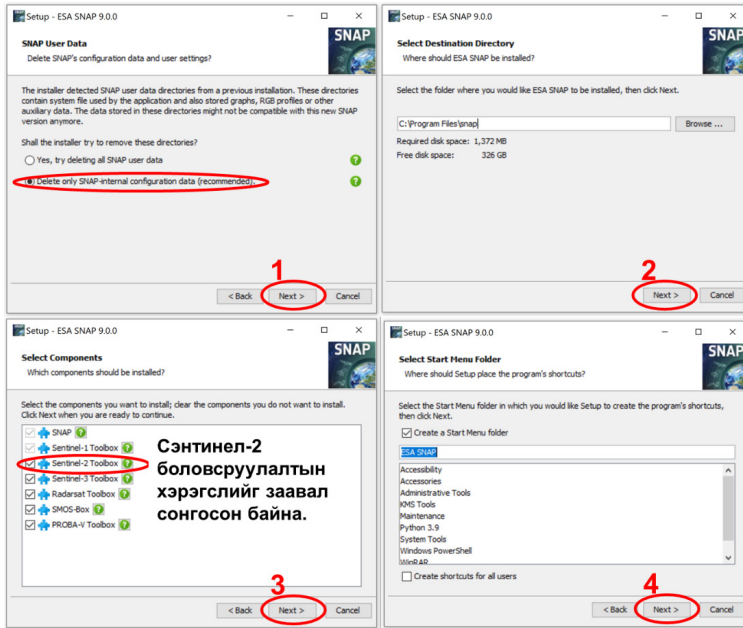 Setup - ESA SNAP 9.0.0
SNAP User Data
Delete SNAP's configuration data and user settings?
SNAP
The installer detected SNAP user data directories from a previous installation. These directories
contain system file used by the application and also stored graphs, RGB profiles or other
auxiliary data. The data stored in these directories might not be compatible with this new SNAP
version anymore.
Shall the installer try to remove these directories?
Yes, try deleting all SNAP user data
Delete only SNAP-internal configuration data (recommended).
1
< Back Next > Cancel
Setup - ESA SNAP 9.0.0
Select Destination Directory
Where should ESA SNAP be installed?
SNAP
Select the folder where you would like ESA SNAP to be installed, then click Next.
C:\Program Files\snap
Browse ...
Required disk space: 1,372 MB
Free disk space: 326 GB
2
Next > Cancel
Setup - ESA SNAP 9.0.0
Select Components
Which components should be installed?
SNAP
Select the components you want to install; clear the components you do not want to install.
Click Next when you are ready to continue.
SNAP
Sentinel-1 Toolbox
Sentinel-2 Toolbox
Sentinel-3 Toolbox
Radarsat Toolbox
SMOS-Box
PROBA-V Toolbox
Сэнтинел-2
боловсруулалтын
хэрэгслийг заавал
сонгосон байна.
3
< Back Next > Cancel
Setup - ESA SNAP 9.0.0
Select Start Menu Folder
Where should Setup place the program's shortcuts?
SNAP
Select the Start Menu folder in which you would like Setup to create the program's shortcuts,
then click Next.
Create a Start Menu folder
ESA SNAP
Accessibility
Accessories
Administrative Tools
KMS Tools
Maintenance
Python 3.9
System Tools
Windows PowerShell
WinRAR
Create shortcuts for all users
4
< Back Next > Cancel